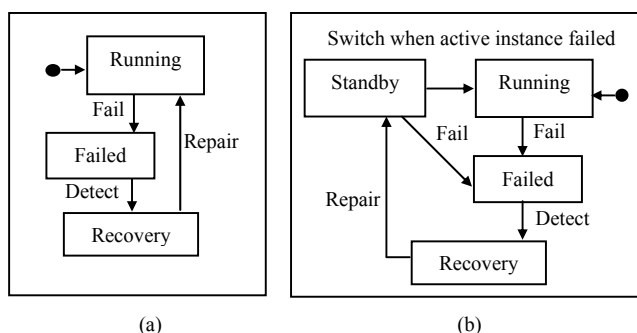 Running
Fail
Failed
Repair
Detect
Recovery
(a)
Switch when active instance failed
Standby
Running
Fail
Fail
Failed
Repair
Detect
Recovery
(b)